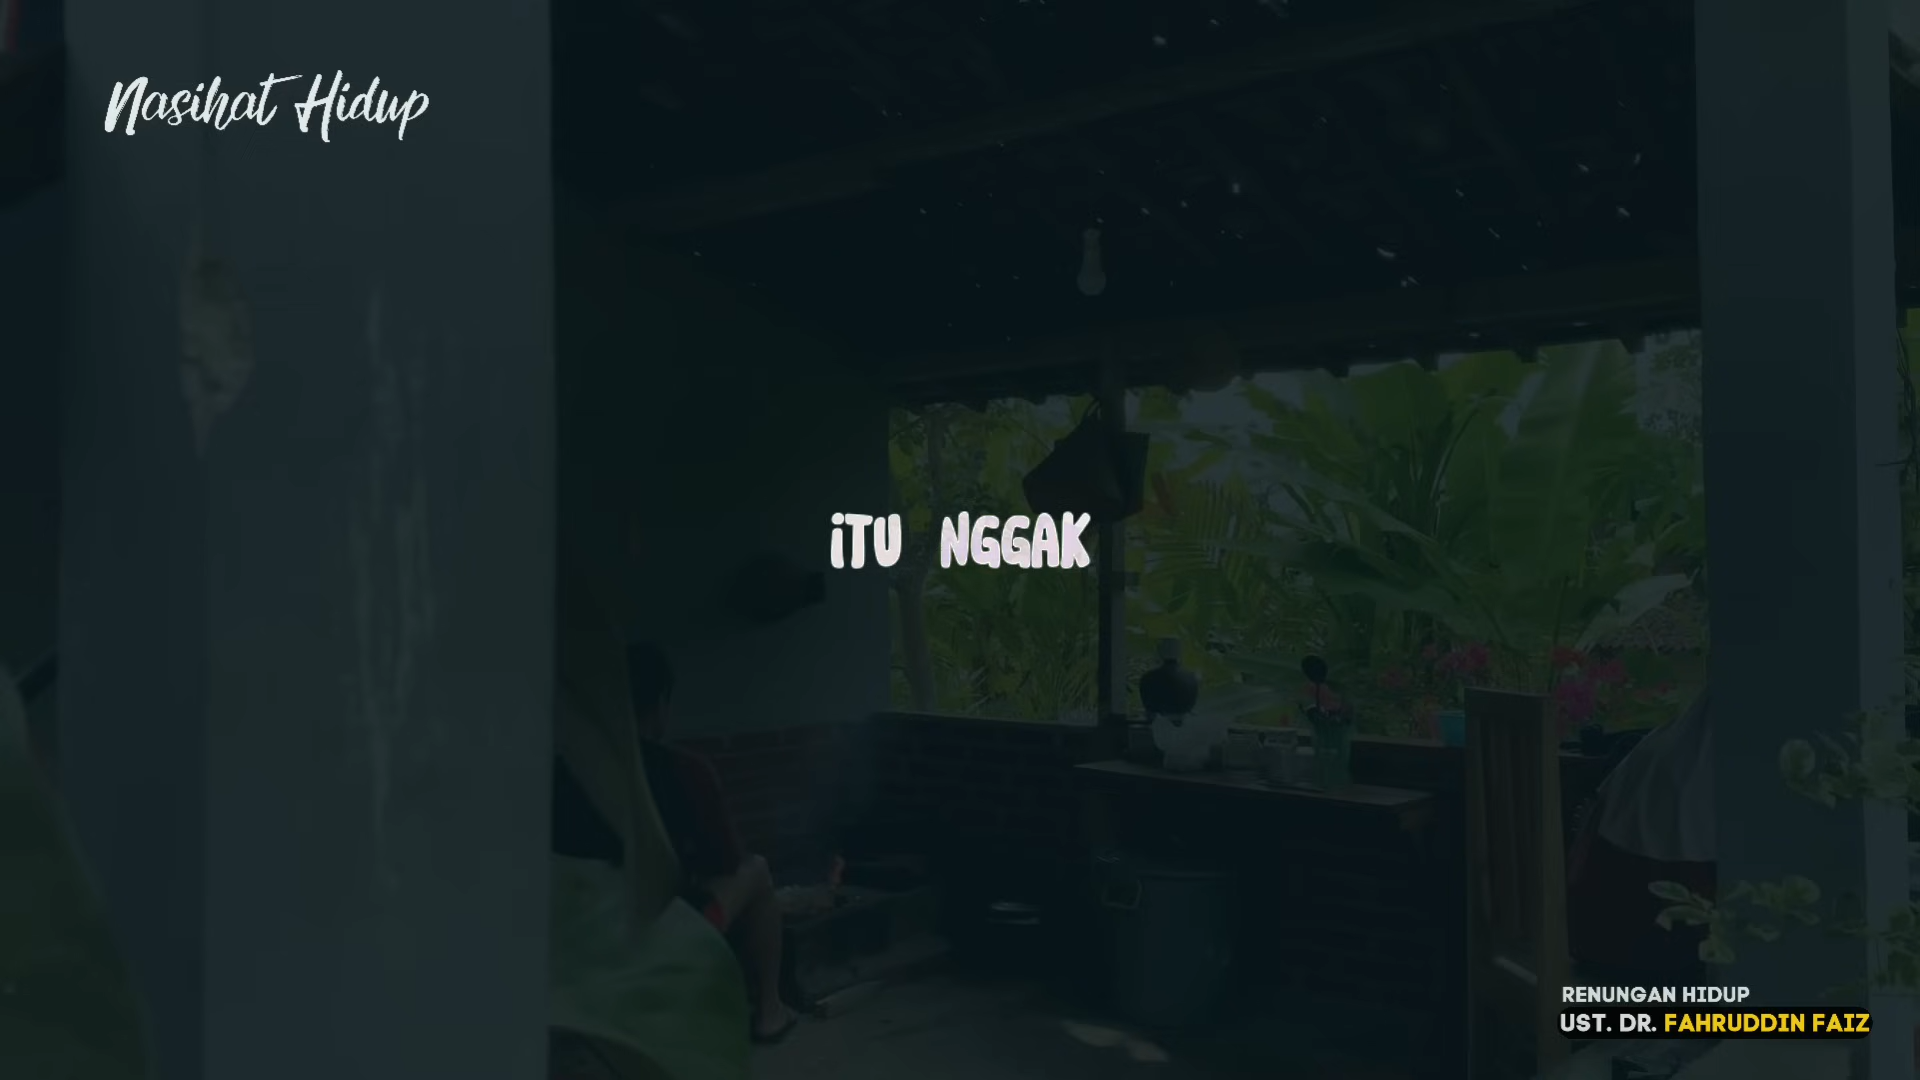 Nasihat Hidup
iTU NGGAK
RENUNGAN HIDUP
UST. DR. FAHRUDDIN FAIZ